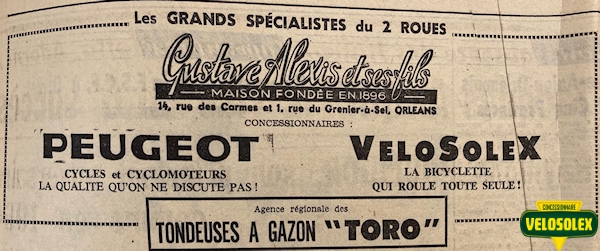 Les GRANDS SPÉCIALISTES du 2 ROUES
Gustave Alexis et ses fils
MAISON FONDÉE EN 1896
14, rue des Carmes et 1, rue du Grenier-à-Sel, ORLEANS
CONCESSIONNAIRES :
PEUGEOT
CYCLES et CYCLOMOTEURS
LA QUALITE QU'ON NE DISCUTE PAS !
VELOSOLEX
LA BICYCLETTE
QUI ROULE TOUTE SEULE !
Agence régionale des
TONDEUSES A GAZON "TORO"
CONCESSIONNAIRE
VELOSOLEX